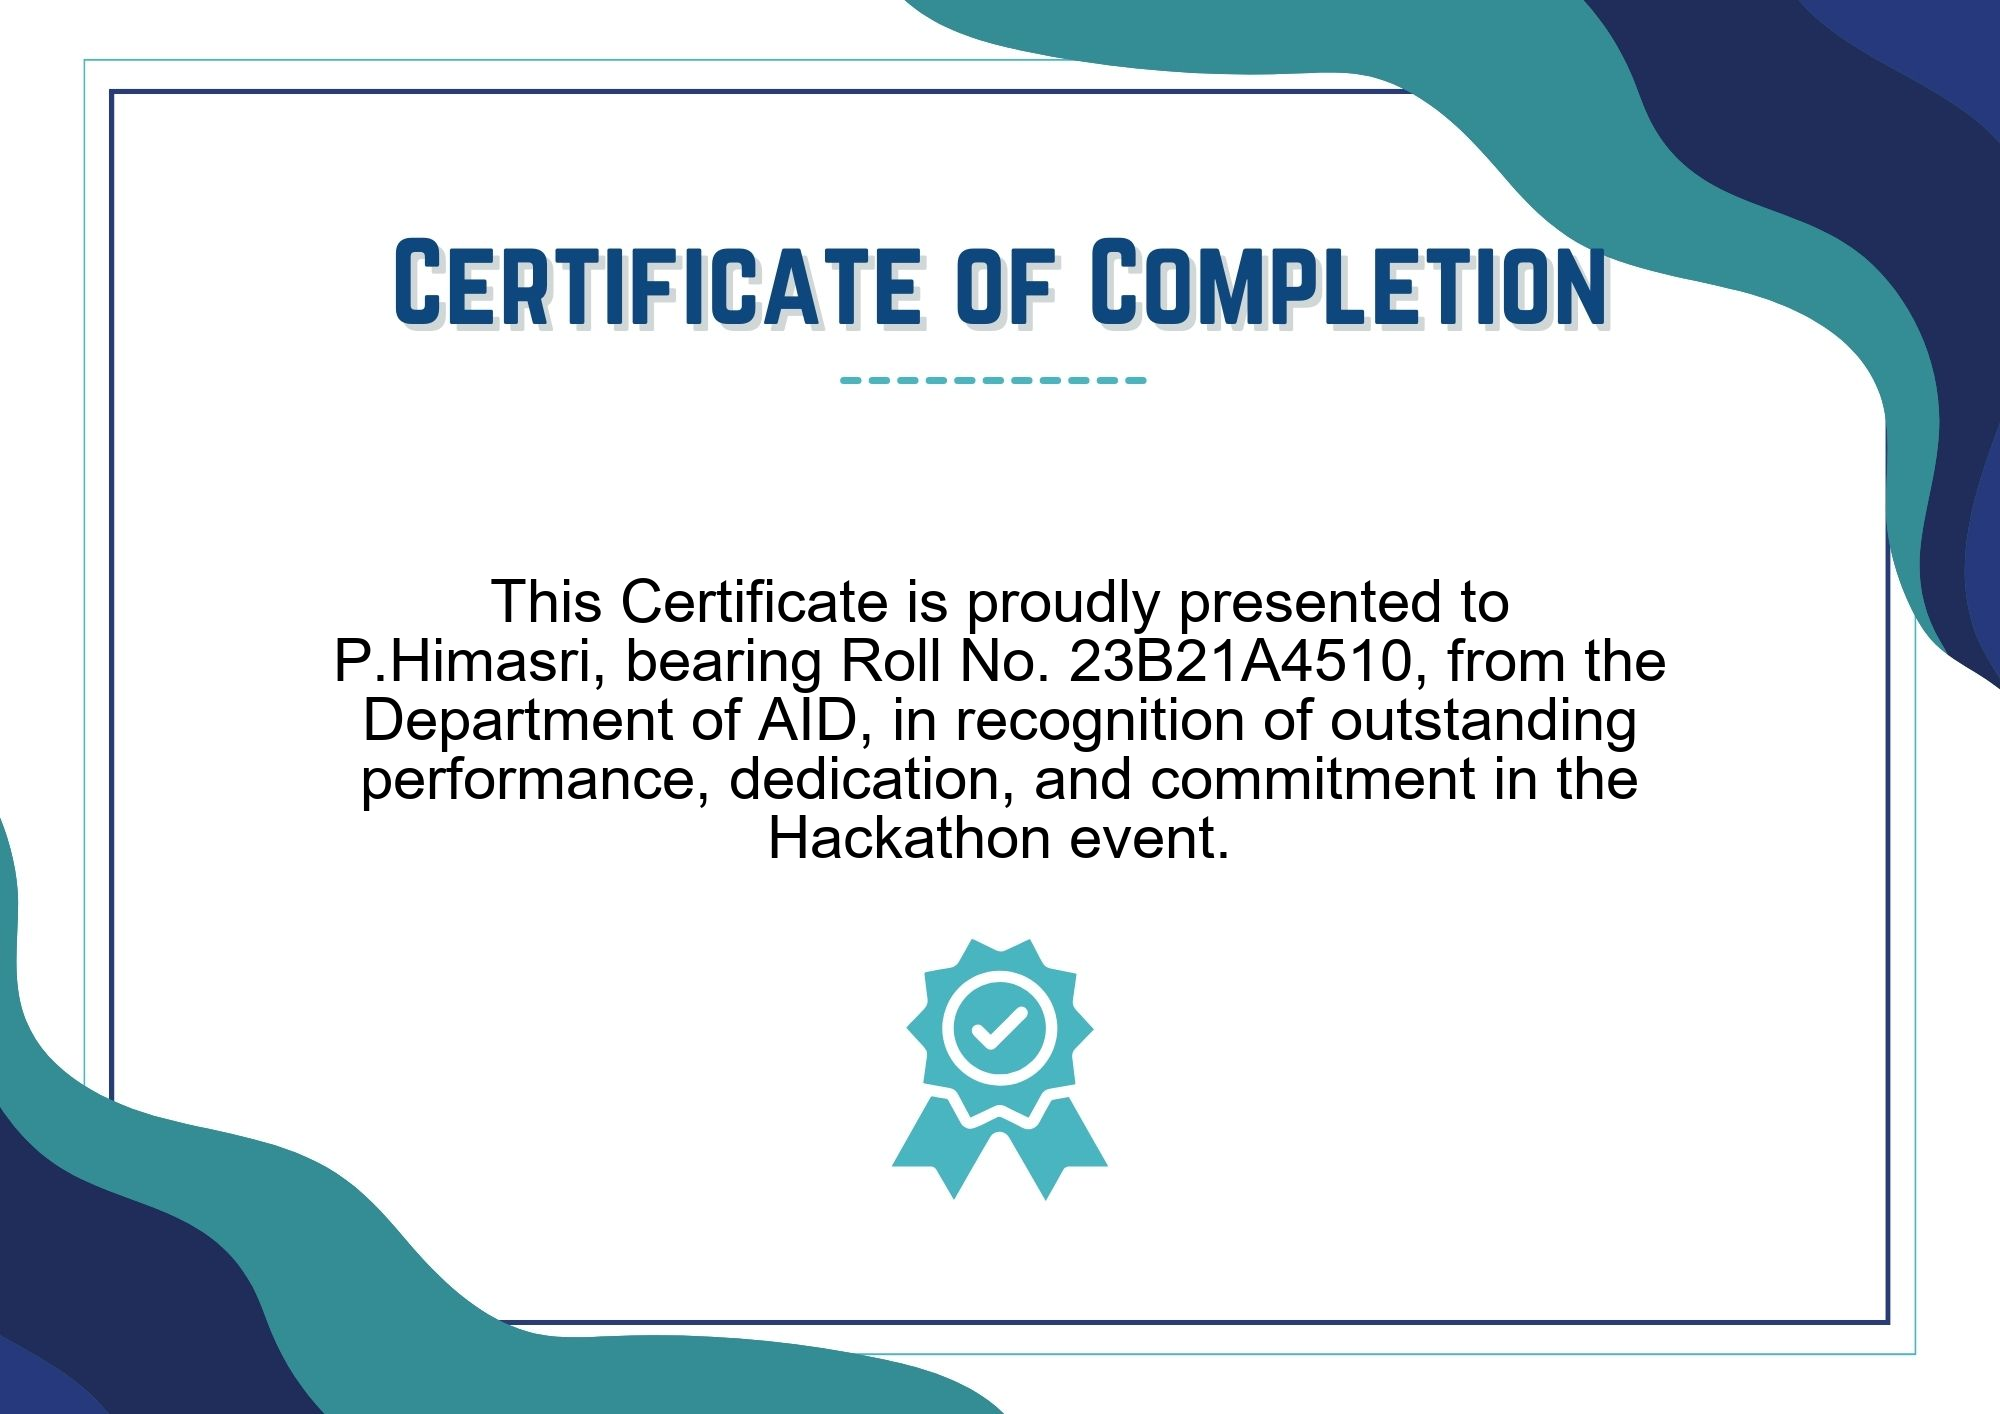 Certificate of Completion
This Certificate is proudly presented to
P.Himasri, bearing Roll No. 23B21A4510, from the
Department of AID, in recognition of outstanding
performance, dedication, and commitment in the
Hackathon event.